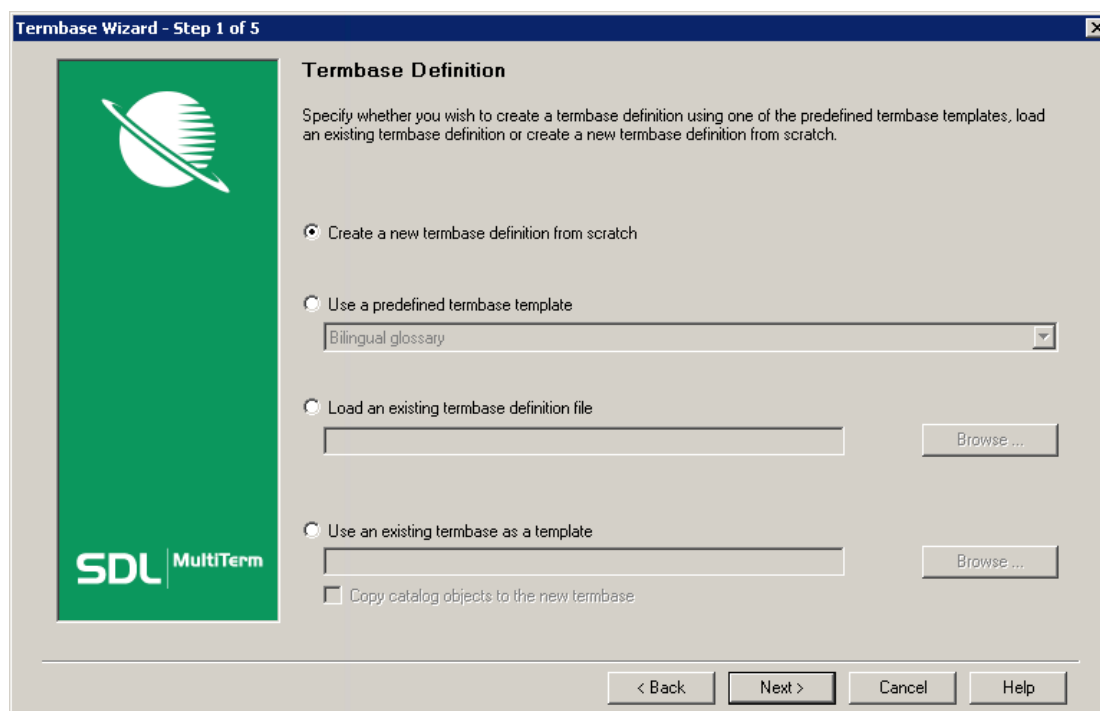 Termbase Wizard - Step 1 of 5
Termbase Definition
Specify whether you wish to create a termbase definition using one of the predefined termbase templates, load
an existing termbase definition or create a new termbase definition from scratch.
Create a new termbase definition from scratch
Use a predefined termbase template
Bilingual glossary
Load an existing termbase definition file
Browse ...
Use an existing termbase as a template
Browse ...
Copy catalog objects to the new termbase
SDL MultiTerm
< Back Next > Cancel Help